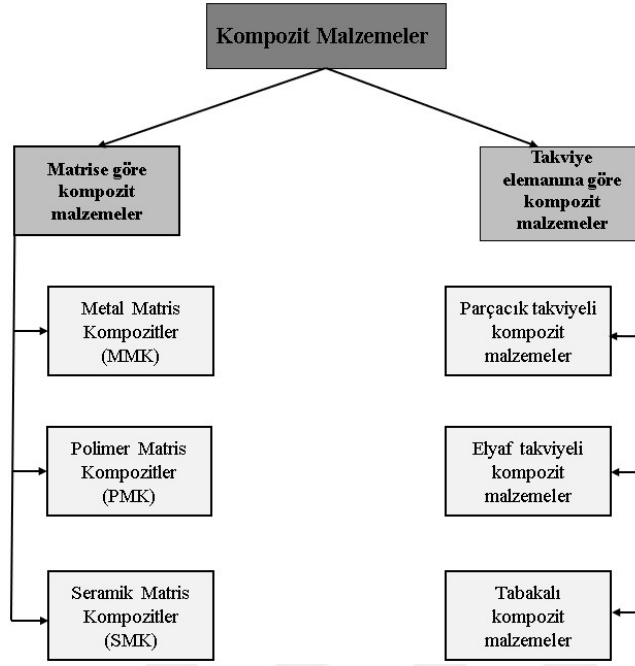 Kompozit Malzemeler
Matrise göre
kompozit
malzemeler
Takviye
elemanına göre
kompozit
malzemeler
Metal Matris
Kompozitler
(MMK)
Parçacık takviyeli
kompozit
malzemeler
Polimer Matris
Kompozitler
(PMK)
Elyaf takviyeli
kompozit
malzemeler
Seramik Matris
Kompozitler
(SMK)
Tabakalı
kompozit
malzemeler